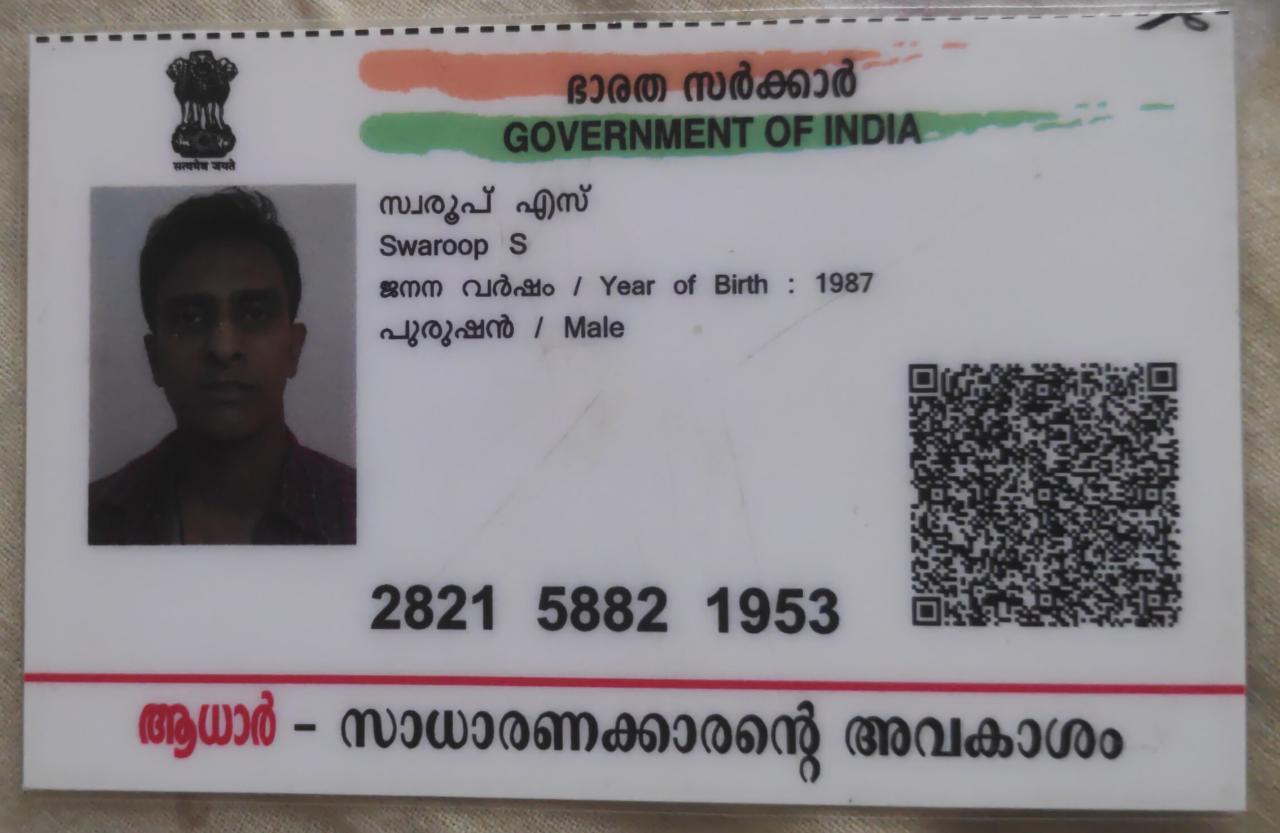 ഭാരത സർക്കാർ
GOVERNMENT OF INDIA
सत्यमेव जयते
സ്വരൂപ് എസ്
Swaroop S
ജനന വർഷം / Year of Birth : 1987
പുരുഷൻ / Male
2821 5882 1953
ആധാർ – സാധാരണക്കാരന്റെ അവകാശം